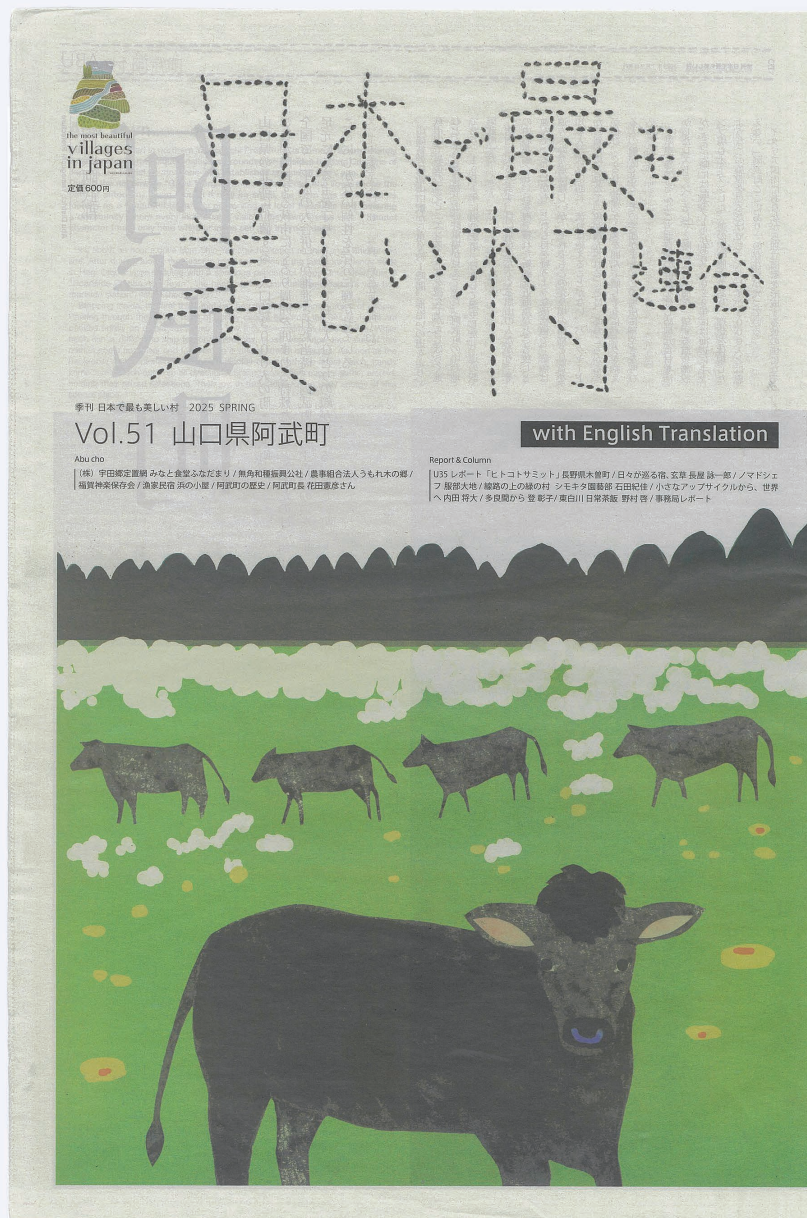 the most beautiful
villages
in japan
定価600円
日本で最も
美しい村連合
季刊 日本で最も美しい村 2025 SPRING
Vol.51 山口県阿武町
with English Translation
Abu cho
(株)宇田郷定置網 みなと食堂ふなだまり / 無角和種振興公社 / 農事組合法人うもれ木の郷 /
福賀神楽保存会 / 漁家民宿 浜の小屋 / 阿武町の歴史 / 阿武町長 花田憲彦さん
Report & Column
U35 レポート「ヒトコトサミット」長野県木曽町 / 日々が巡る宿、玄草 長屋 詠一郎 / ノマドシェ
フ 服部大地 / 線路の上の緑の村 シモキタ園藝部 石田紀佳 / 小さなアップサイクルから、世界
へ 内田 将大 / 多良間から 登 彰子 / 東白川 日常茶飯 野村 啓 / 事務局レポート